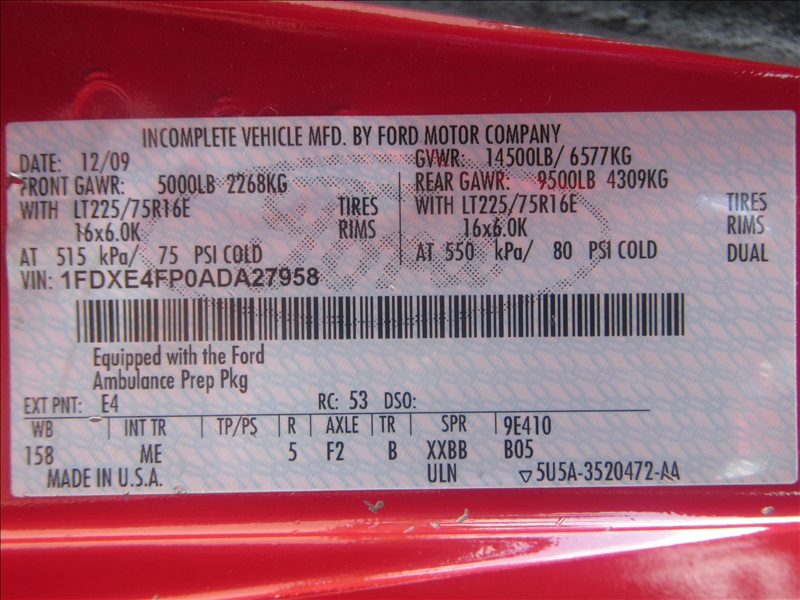 INCOMPLETE VEHICLE MFD. BY FORD MOTOR COMPANY
DATE: 12/09 GVWR: 14500LB/ 6577KG
FRONT GAWR: 5000LB 2268KG REAR GAWR: 9500LB 4309KG
WITH LT225/75R16E TIRES WITH LT225/75R16E TIRES
16x6.0K RIMS 16x6.0K RIMS
AT 515 kPa/ 75 PSI COLD AT 550 kPa/ 80 PSI COLD DUAL
VIN: 1FDXE4FP0ADA27958
Equipped with the Ford
Ambulance Prep Pkg
EXT PNT: E4 RC: 53 DSO:
WB | INT TR | TP/PS | R | AXLE | TR | SPR | 9E410
158 ME 5 F2 B XXBB B05
MADE IN U.S.A. ULN ▽5U5A-3520472-AA